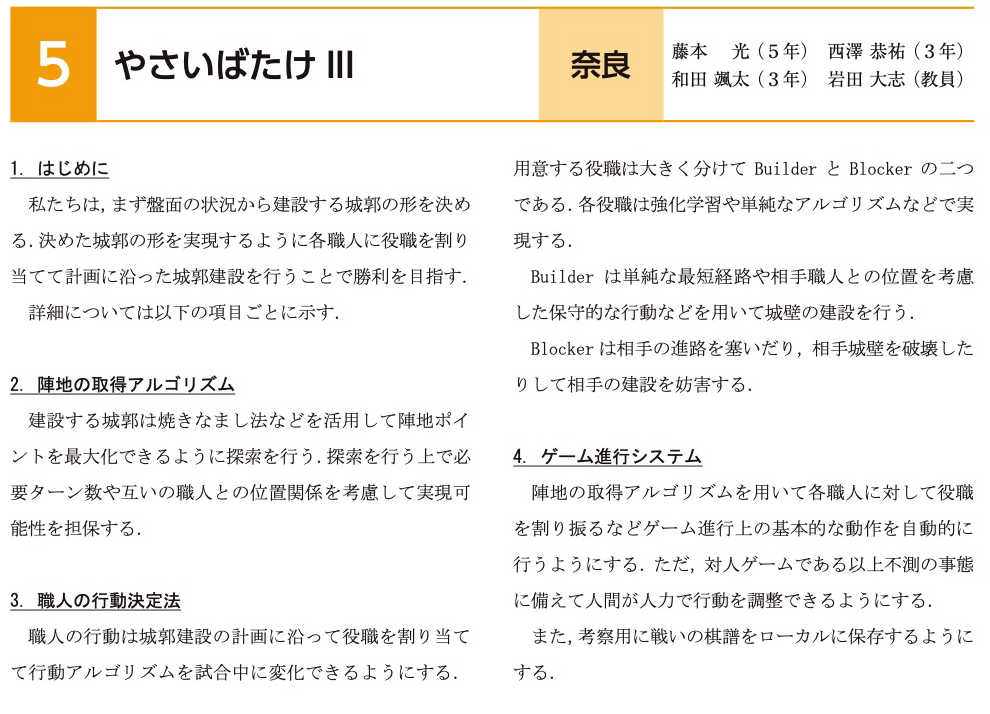 5
やさいばたけ III
奈良
藤本　光（５年）　西澤 恭祐（３年）
和田 颯太（３年）　岩田 大志（教員）
1. はじめに
私たちは, まず盤面の状況から建設する城郭の形を決め
る. 決めた城郭の形を実現するように各職人に役職を割り
当てて計画に沿った城郭建設を行うことで勝利を目指す.
詳細については以下の項目ごとに示す.
2. 陣地の取得アルゴリズム
建設する城郭は焼きなまし法などを活用して陣地ポイ
ントを最大化できるように探索を行う. 探索を行う上で必
要ターン数や互いの職人との位置関係を考慮して実現可
能性を担保する.
3. 職人の行動決定法
職人の行動は城郭建設の計画に沿って役職を割り当て
て行動アルゴリズムを試合中に変化できるようにする.
用意する役職は大きく分けて Builder と Blocker の二つ
である. 各役職は強化学習や単純なアルゴリズムなどで実
現する.
Builder は単純な最短経路や相手職人との位置を考慮
した保守的な行動などを用いて城壁の建設を行う.
Blocker は相手の進路を塞いだり, 相手城壁を破壊した
りして相手の建設を妨害する.
4. ゲーム進行システム
陣地の取得アルゴリズムを用いて各職人に対して役職
を割り振るなどゲーム進行上の基本的な動作を自動的に
行うようにする. ただ, 対人ゲームである以上不測の事態
に備えて人間が人力で行動を調整できるようにする.
また, 考察用に戦いの棋譜をローカルに保存するように
する.